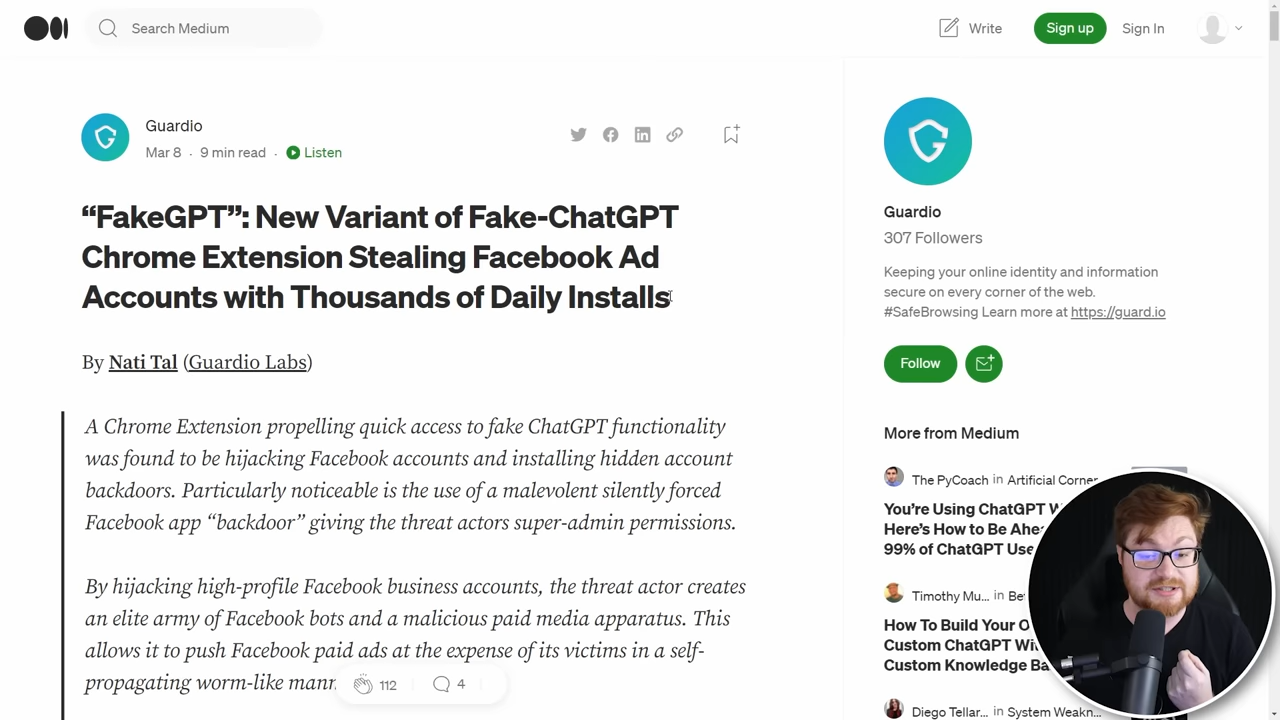 Search Medium
Write
Sign up
Sign In
Guardio
Mar 8 · 9 min read · Listen
“FakeGPT”: New Variant of Fake-ChatGPT
Chrome Extension Stealing Facebook Ad
Accounts with Thousands of Daily Installs
By Nati Tal (Guardio Labs)
A Chrome Extension propelling quick access to fake ChatGPT functionality
was found to be hijacking Facebook accounts and installing hidden account
backdoors. Particularly noticeable is the use of a malevolent silently forced
Facebook app “backdoor” giving the threat actors super-admin permissions.
By hijacking high-profile Facebook business accounts, the threat actor creates
an elite army of Facebook bots and a malicious paid media apparatus. This
allows it to push Facebook paid ads at the expense of its victims in a self-
propagating worm-like
112
4
Guardio
307 Followers
Keeping your online identity and information
secure on every corner of the web.
#SafeBrowsing Learn more at https://guard.io
Follow
More from Medium
The PyCoach in Artificial Corner
You’re Using ChatGPT
Here’s How to Be
99% of ChatGPT
Timothy Mu... in
How To Build Your
Custom ChatGPT
Custom Knowledge
Diego Tellar... in System Weakn...